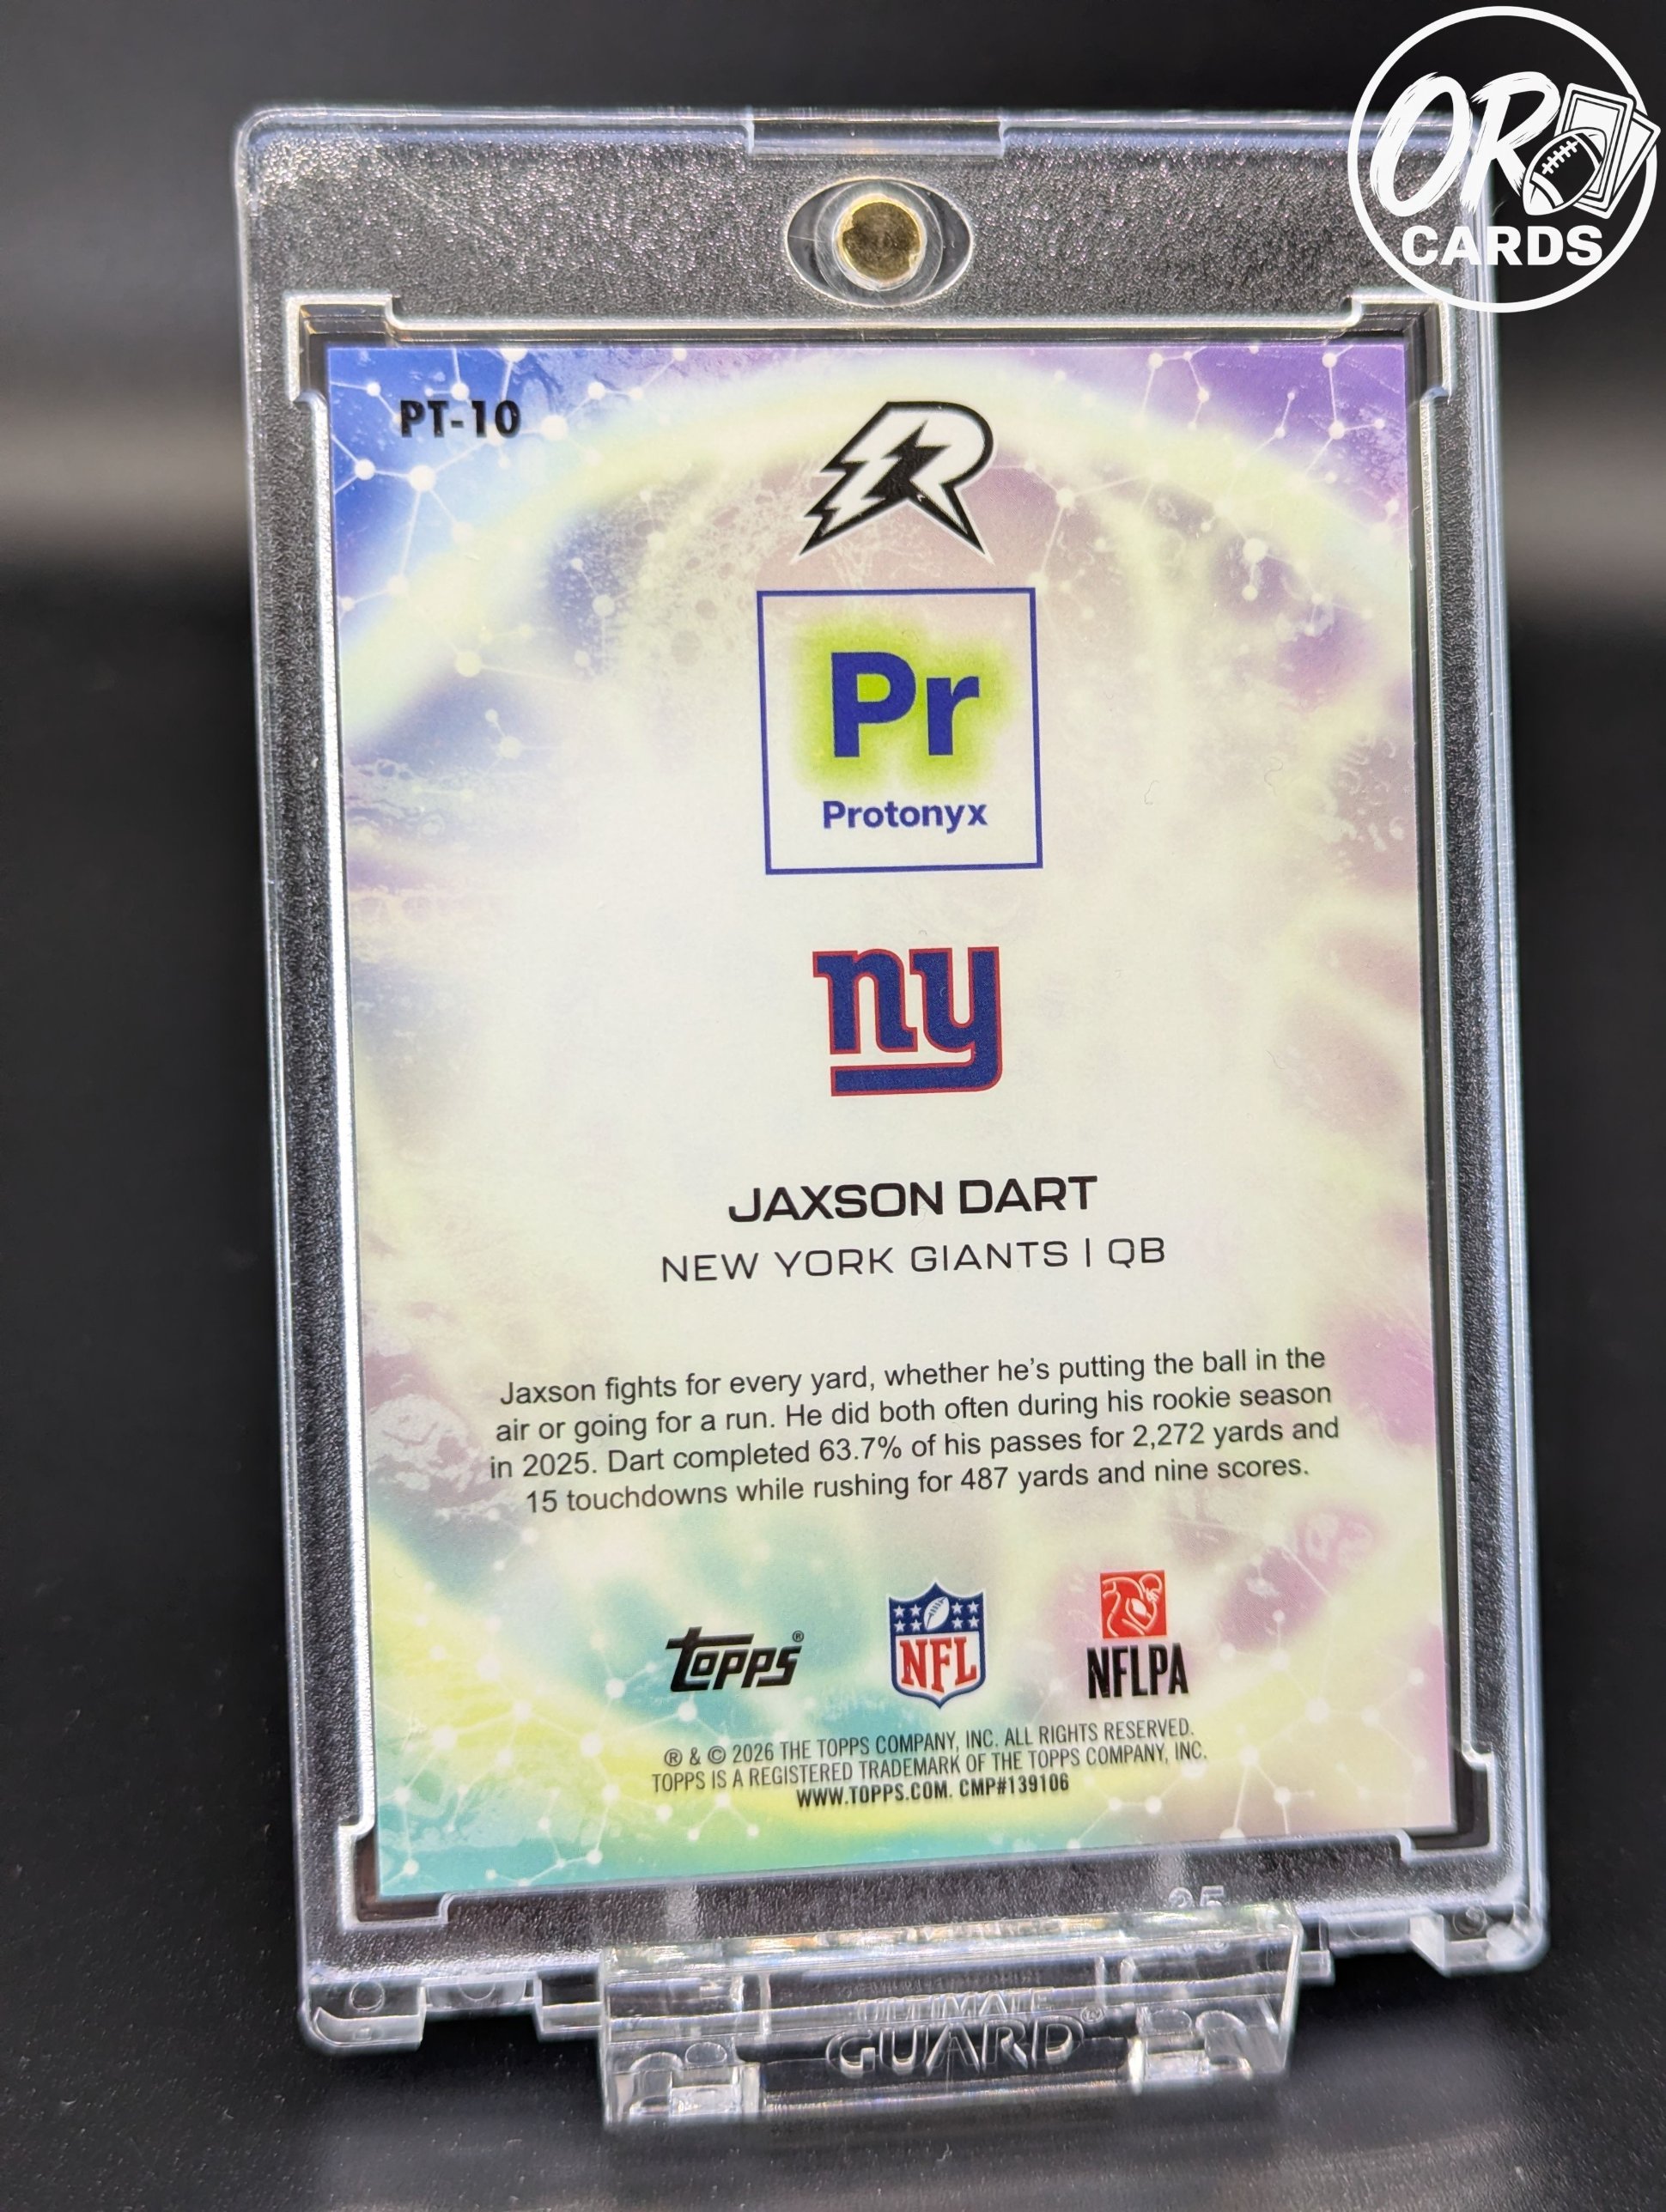 ORO
CARDS
PT-10
R
Pr
Protonyx
ny
JAXSON DART
NEW YORK GIANTS | QB
Jaxson fights for every yard, whether he's putting the ball in the
air or going for a run. He did both often during his rookie season
in 2025. Dart completed 63.7% of his passes for 2,272 yards and
15 touchdowns while rushing for 487 yards and nine scores.
TOPPS®
NFL
NFLPA
® & © 2026 THE TOPPS COMPANY, INC. ALL RIGHTS RESERVED.
TOPPS IS A REGISTERED TRADEMARK OF THE TOPPS COMPANY, INC.
WWW.TOPPS.COM. CMP#139106
35
ULTIMATE
GUARD